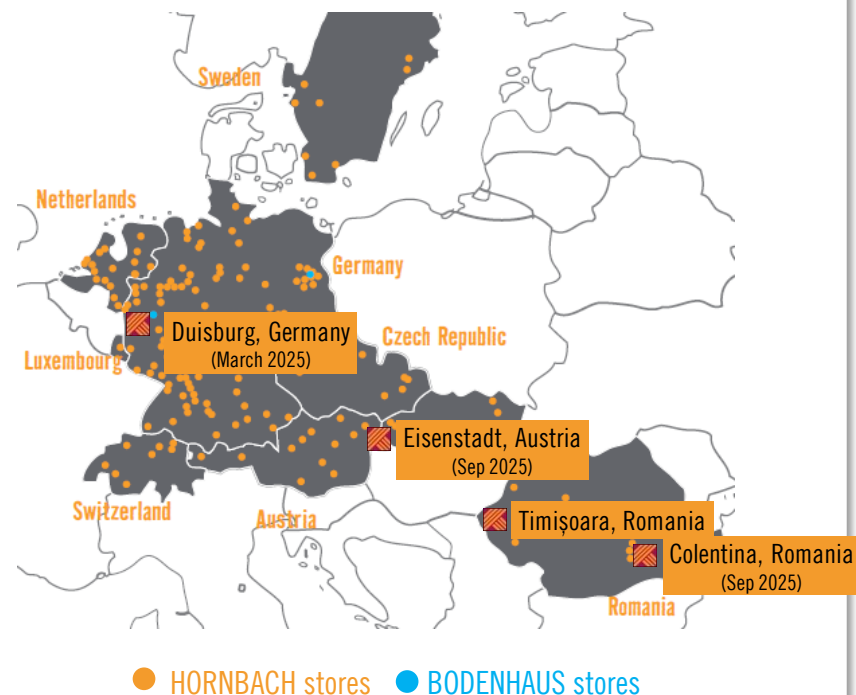 Sweden
Netherlands
Germany
Duisburg, Germany
(March 2025)
Czech Republic
Luxembourg
Eisenstadt, Austria
(Sep 2025)
Switzerland
Austria
Timișoara, Romania
Colentina, Romania
(Sep 2025)
Romania
HORNBACH stores
BODENHAUS stores